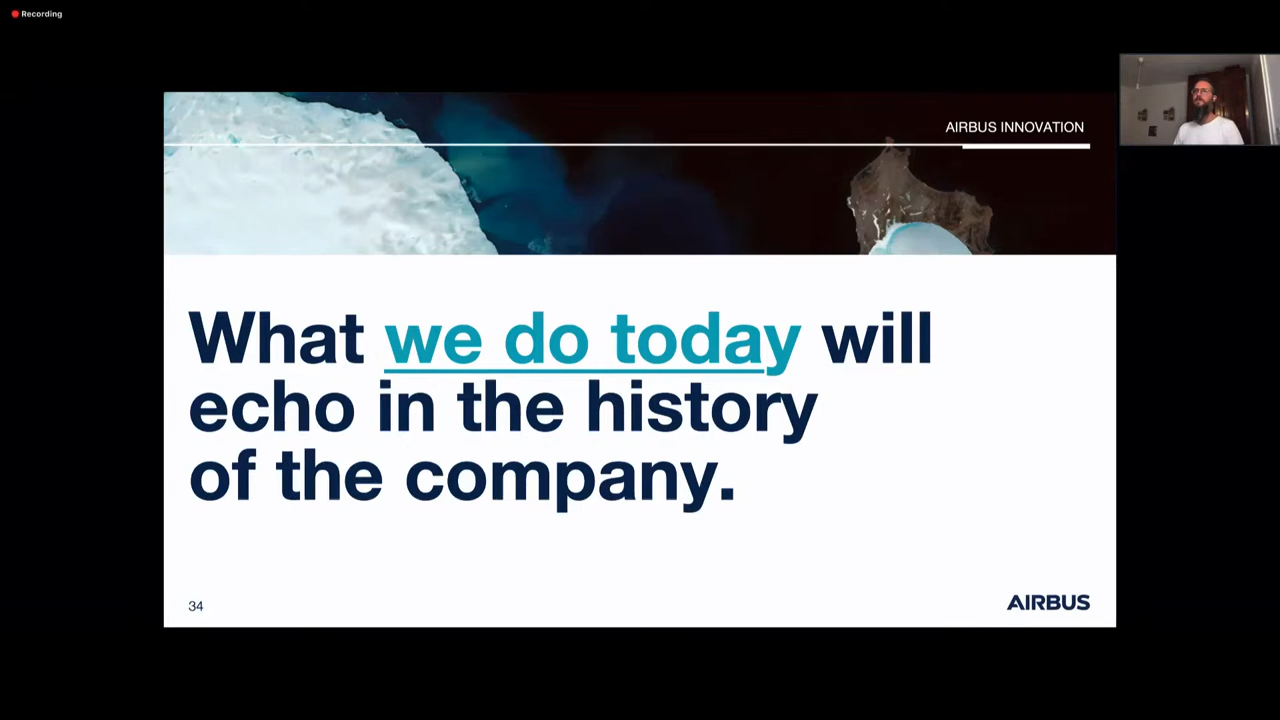 Recording
AIRBUS INNOVATION
What we do today will
echo in the history
of the company.
34
AIRBUS